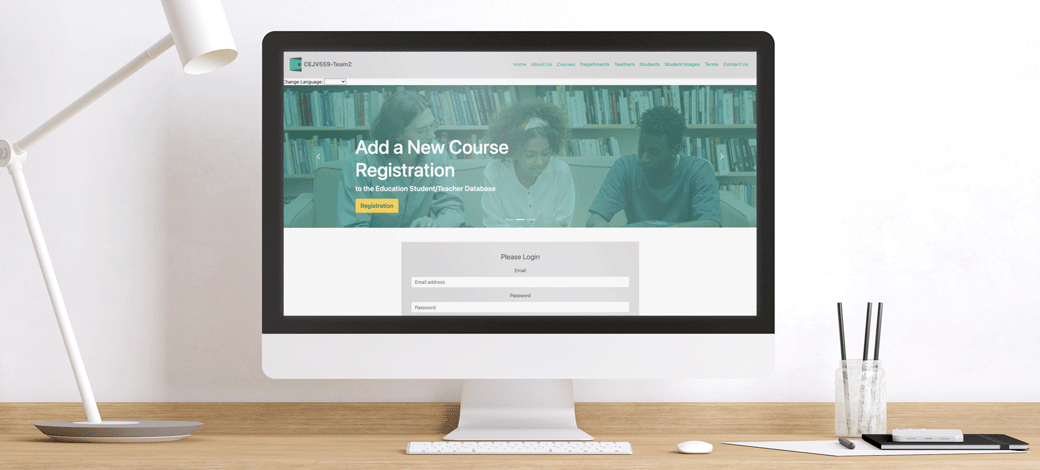 CEJV559-Team2
Home About Us Courses Departments Teachers Students Student Images Terms Contact Us
Change Language:
Add a New Course
Registration
to the Education Student/Teacher Database
Registration
Please Login
Email
Email address
Password
Password